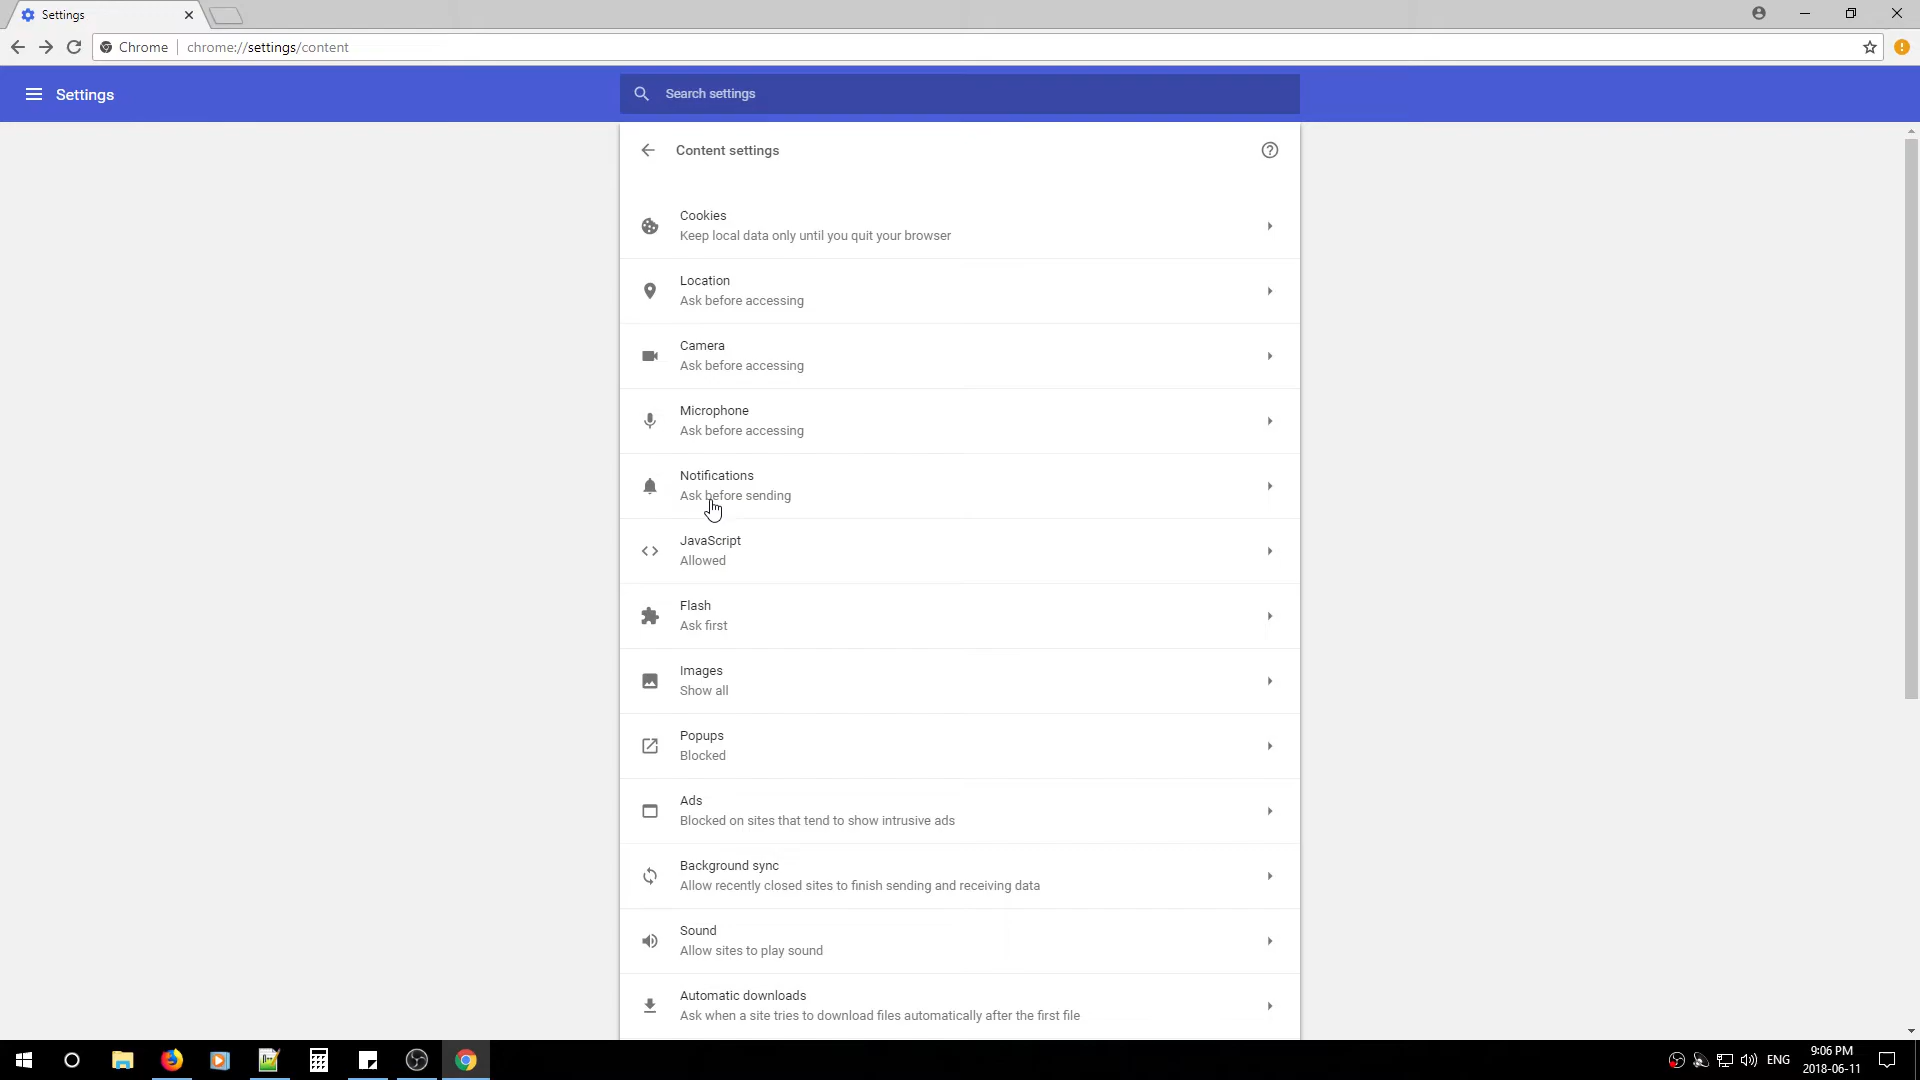 Settings
Chrome
chrome://settings/content
Settings
Search settings
Content settings
Cookies
Keep local data only until you quit your browser
Location
Ask before accessing
Camera
Ask before accessing
Microphone
Ask before accessing
Notifications
Ask before sending
JavaScript
Allowed
Flash
Ask first
Images
Show all
Popups
Blocked
Ads
Blocked on sites that tend to show intrusive ads
Background sync
Allow recently closed sites to finish sending and receiving data
Sound
Allow sites to play sound
Automatic downloads
Ask when a site tries to download files automatically after the first file
ENG
9:06 PM
2018-06-11